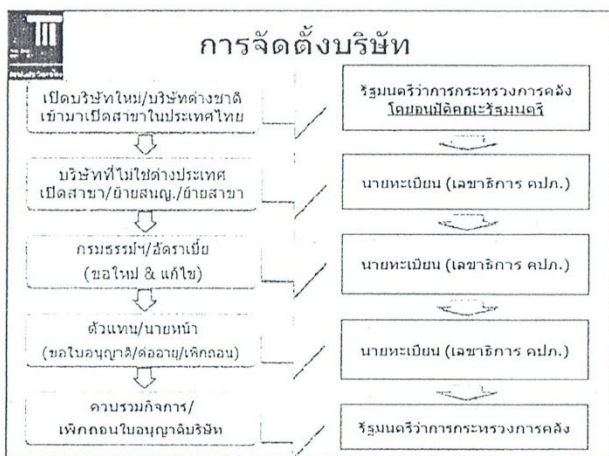 การจัดตั้งบริษัท
เปิดบริษัทใหม่/บริษัทต่างชาติ
เข้ามาเปิดสาขาในประเทศไทย
รัฐมนตรีว่าการกระทรวงการคลัง
โดยอนุมัติคณะรัฐมนตรี
บริษัทที่ไม่ใช่ต่างประเทศ
เปิดสาขา/ย้ายสนญ./ย้ายสาขา
นายทะเบียน (เลขาธิการ คปภ.)
กรมธรรม์ฯ/อัตราเบี้ย
(ขอใหม่ & แก้ไข)
นายทะเบียน (เลขาธิการ คปภ.)
ตัวแทน/นายหน้า
(ขอใบอนุญาติ/ต่ออายุ/เพิกถอน)
นายทะเบียน (เลขาธิการ คปภ.)
ควบรวมกิจการ/
เพิกถอนใบอนุญาติบริษัท
รัฐมนตรีว่าการกระทรวงการคลัง